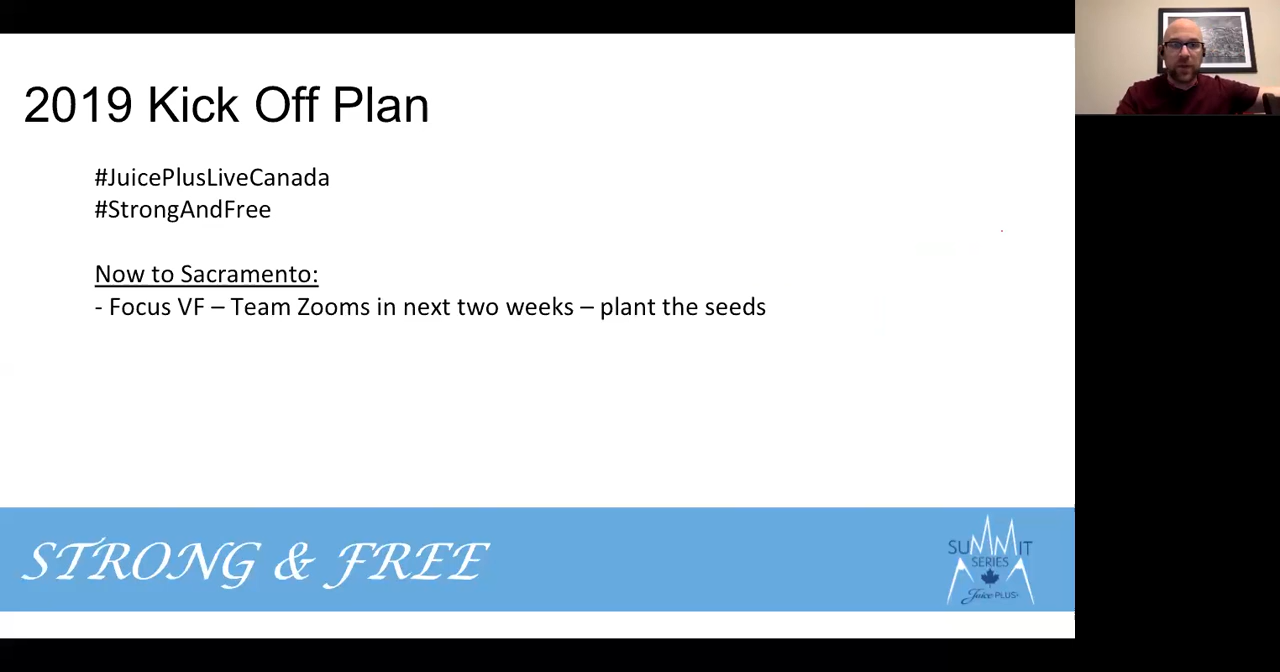 2019 Kick Off Plan
#JuicePlusLiveCanada
#StrongAndFree
Now to Sacramento:
- Focus VF – Team Zooms in next two weeks – plant the seeds
STRONG & FREE
SUMMIT
SERIES
Juice PLUS+